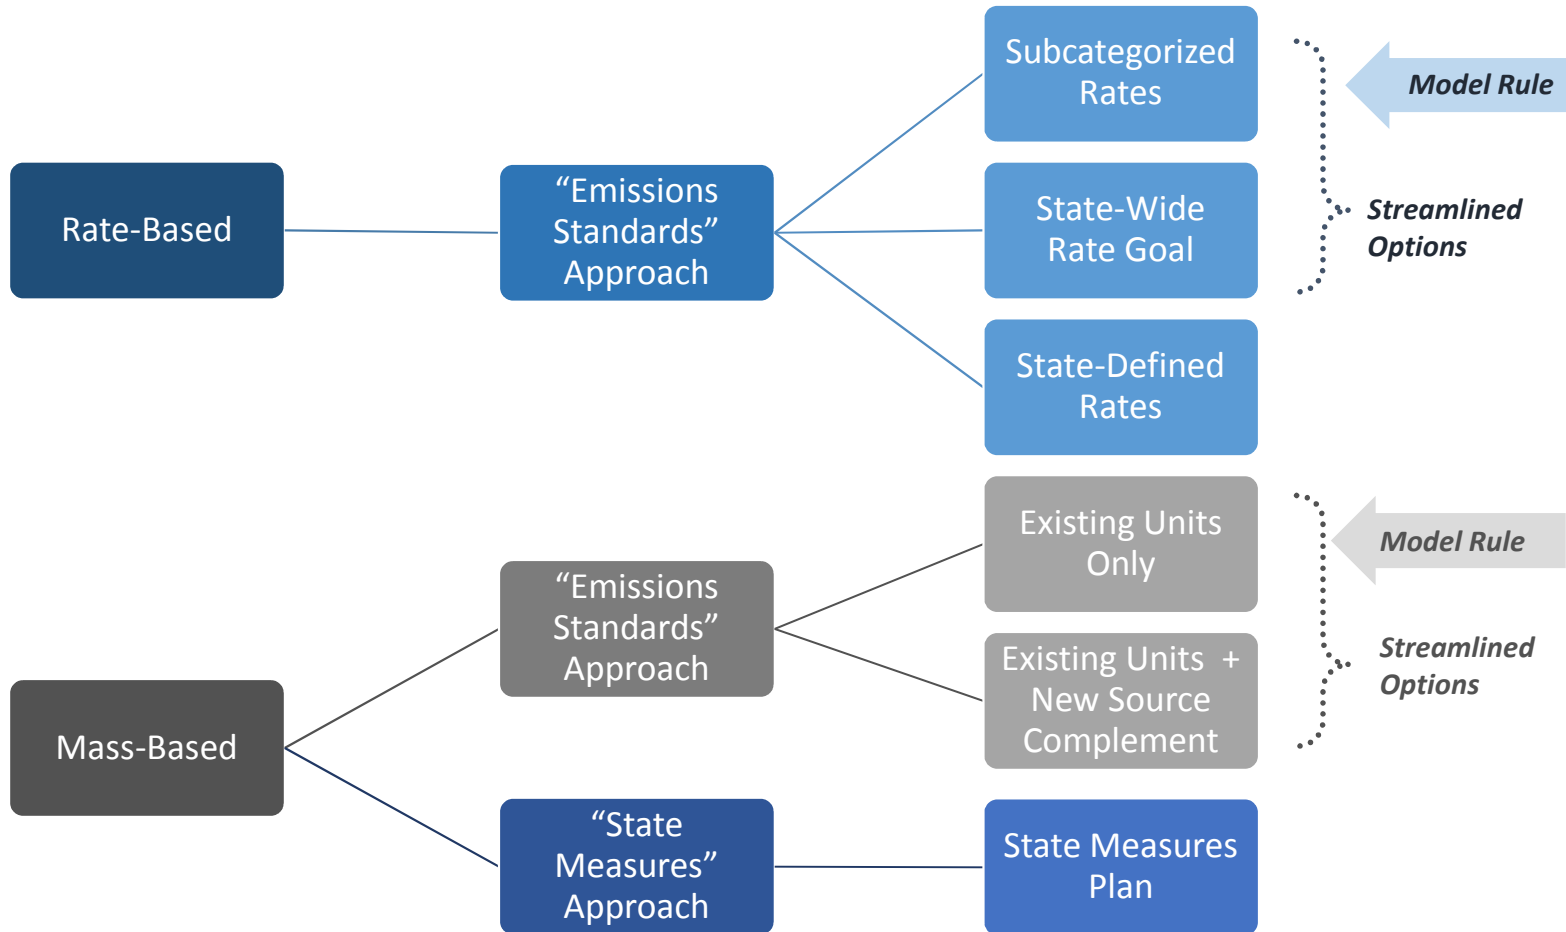 Subcategorized
Rates
Model Rule
Rate-Based
“Emissions
Standards”
Approach
State-Wide
Rate Goal
Streamlined
Options
State-Defined
Rates
Existing Units
Only
Model Rule
“Emissions
Standards”
Approach
Existing Units +
New Source
Complement
Streamlined
Options
Mass-Based
“State
Measures”
Approach
State Measures
Plan